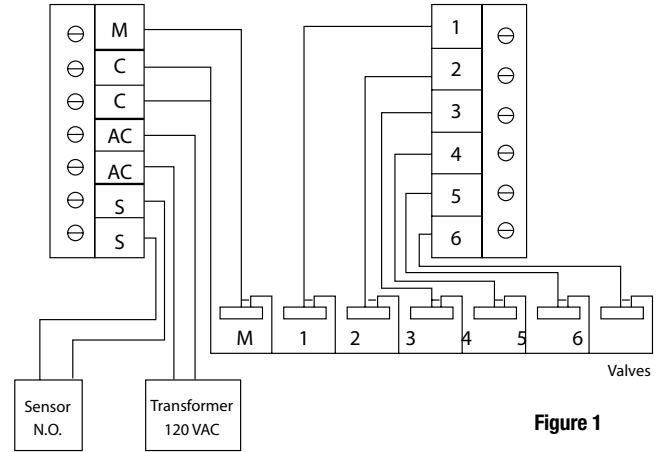 M
C
C
AC
AC
S
S
1
2
3
4
5
6
M 1 2 3 4 5 6
Valves
Sensor
N.O.
Transformer
120 VAC
Figure 1